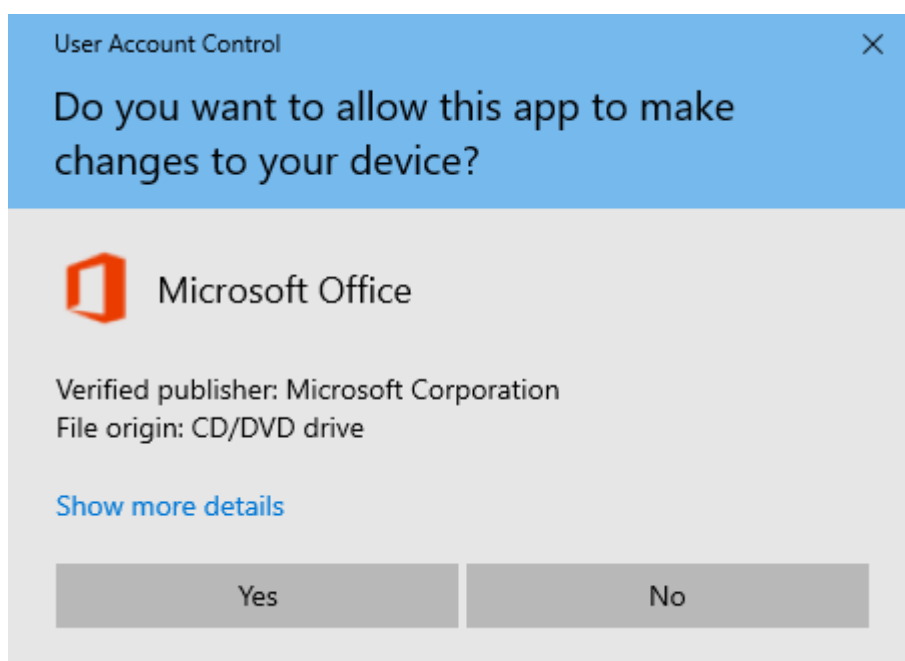 User Account Control
Do you want to allow this app to make
changes to your device?
Microsoft Office
Verified publisher: Microsoft Corporation
File origin: CD/DVD drive
Show more details
Yes
No